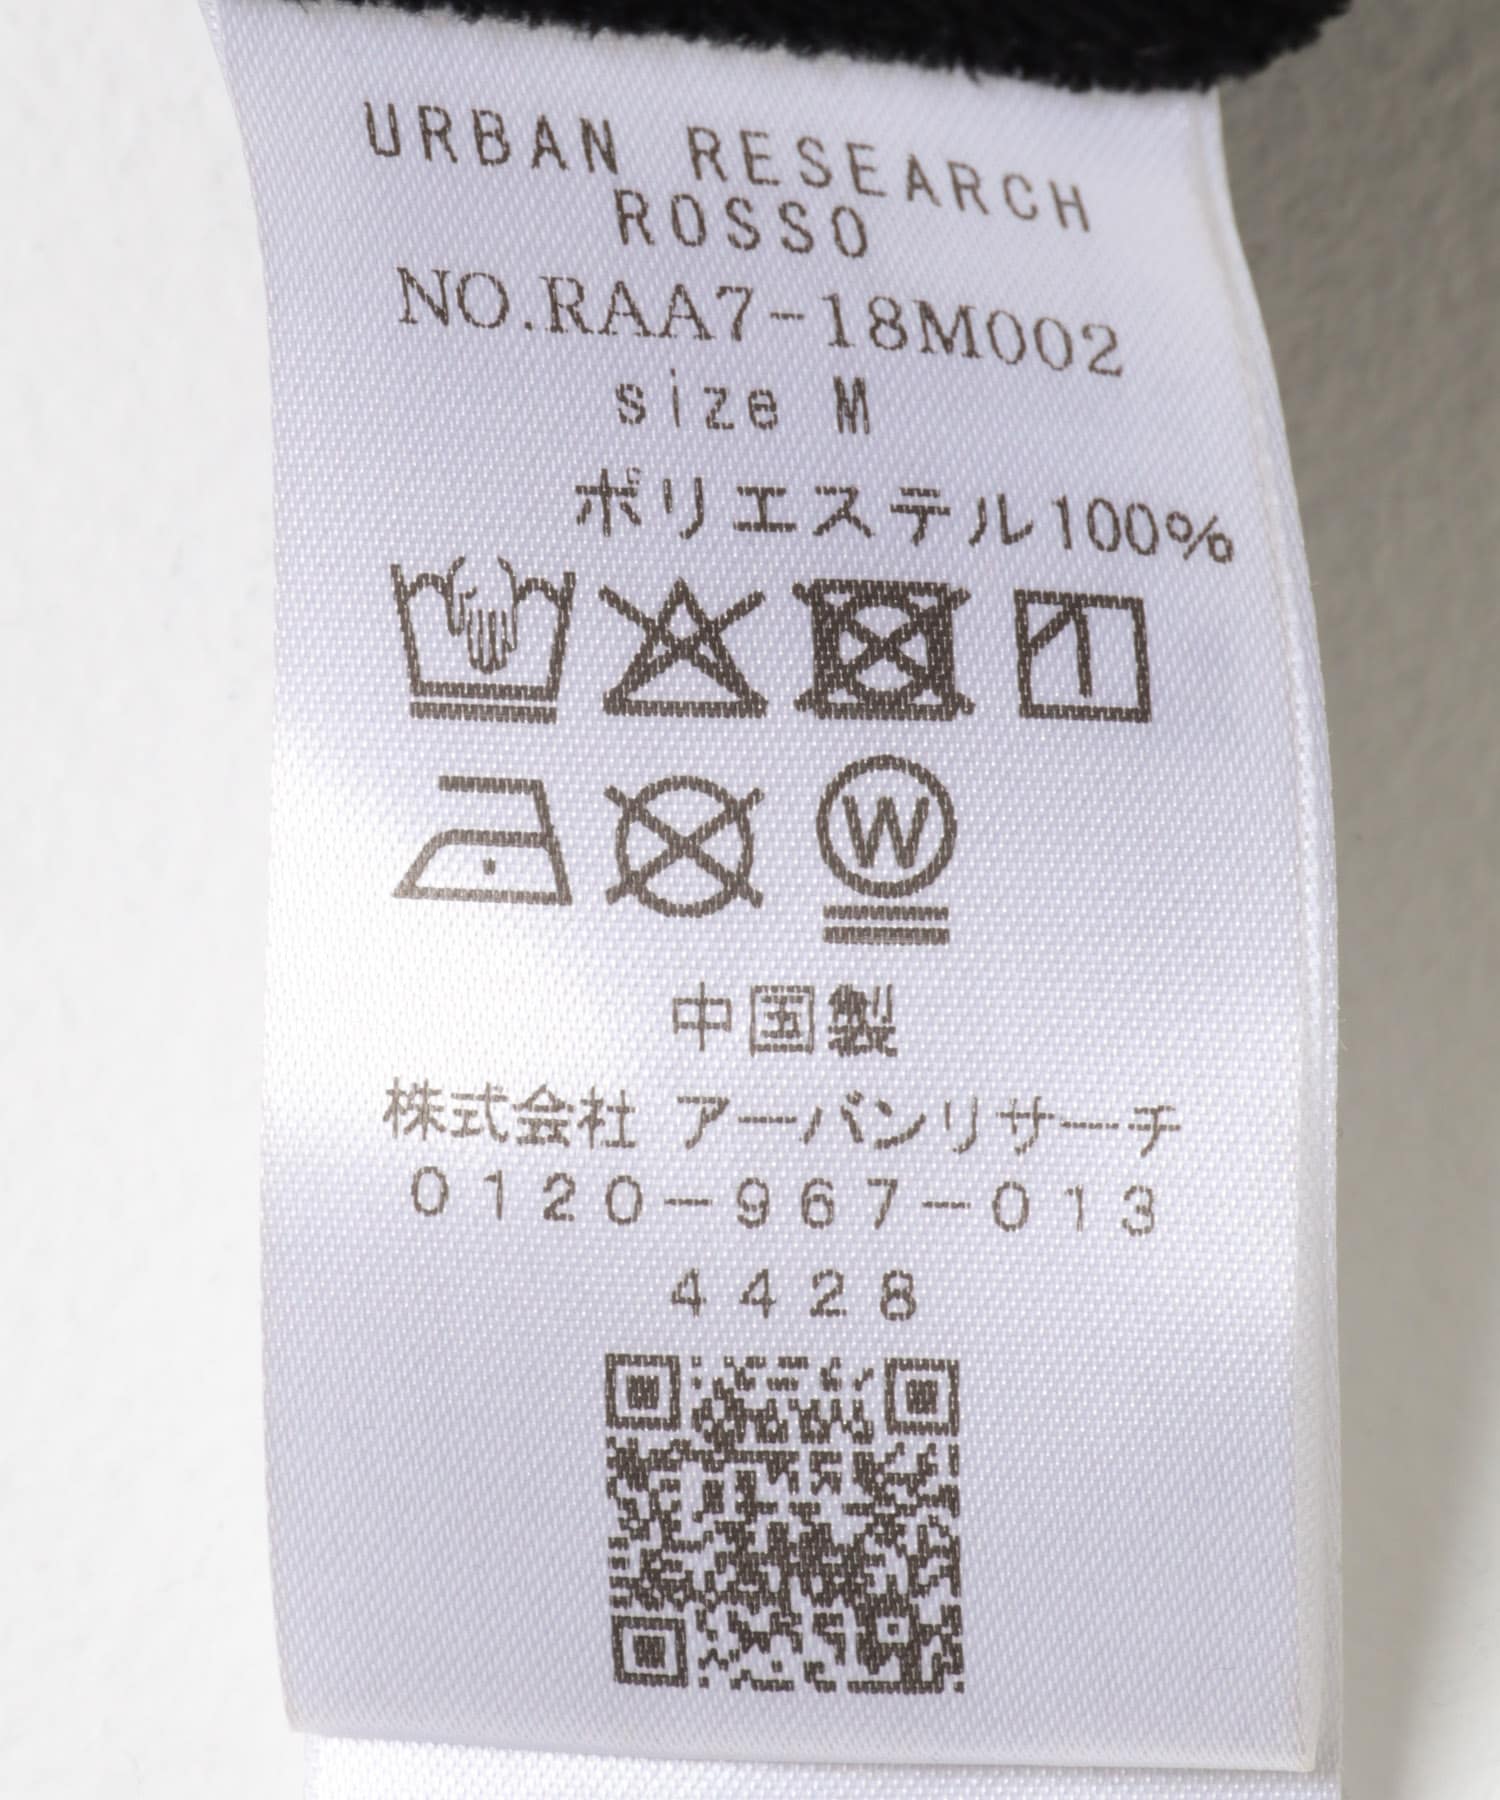 URBAN RESEARCH
ROSSO
NO.RAA7-18M002
size M
ポリエステル100%
W
中国製
株式会社 アーバンリサーチ
0120-967-013
4428